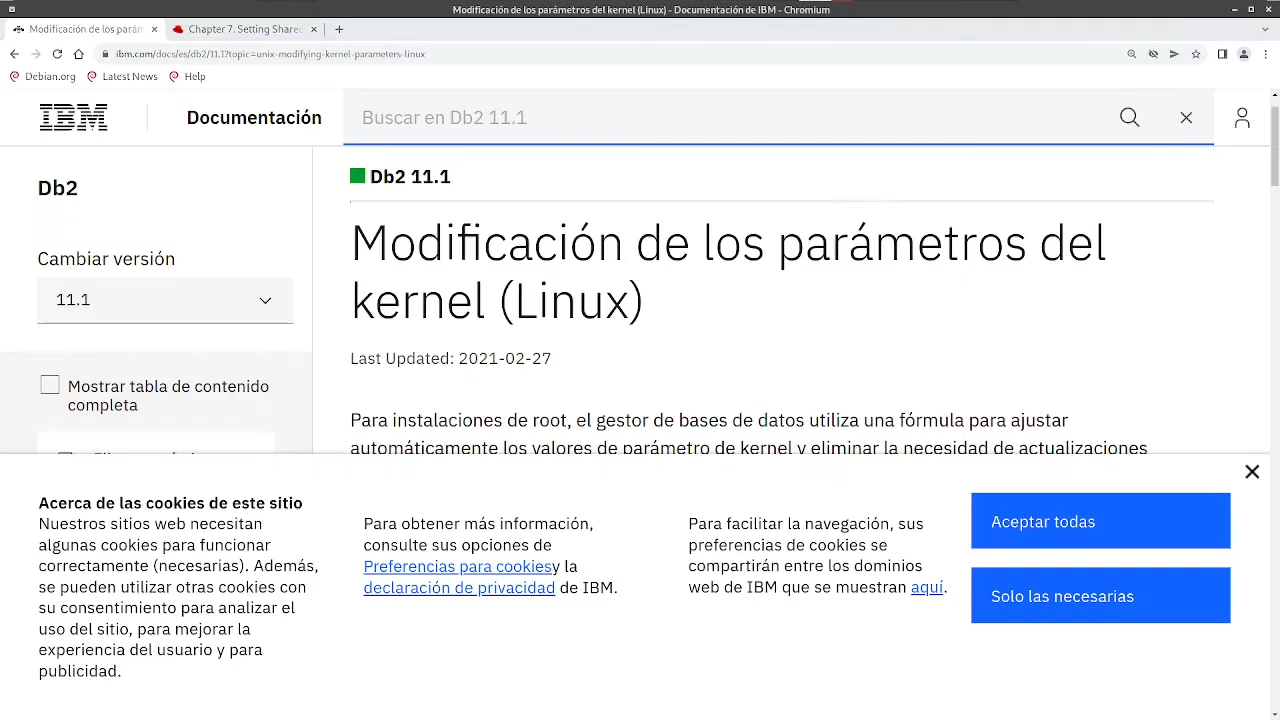 Modificación de los parámetros del kernel (Linux) - Documentación de IBM - Chromium
Modificación de los parám
Chapter 7. Setting Shared
ibm.com/docs/es/db2/11.1?topic=unix-modifying-kernel-parameters-linux
Debian.org
Latest News
Help
IBM
Documentación
Buscar en Db2 11.1
Db2
Cambiar versión
11.1
Mostrar tabla de contenido
completa
Db2 11.1
Modificación de los parámetros del
kernel (Linux)
Last Updated: 2021-02-27
Para instalaciones de root, el gestor de bases de datos utiliza una fórmula para ajustar
automáticamente los valores de parámetro de kernel y eliminar la necesidad de actualizaciones
Acerca de las cookies de este sitio
Nuestros sitios web necesitan
algunas cookies para funcionar
correctamente (necesarias). Además,
se pueden utilizar otras cookies con
su consentimiento para analizar el
uso del sitio, para mejorar la
experiencia del usuario y para
publicidad.
Para obtener más información,
consulte sus opciones de
Preferencias para cookiesy la
declaración de privacidad de IBM.
Para facilitar la navegación, sus
preferencias de cookies se
compartirán entre los dominios
web de IBM que se muestran aquí.
Aceptar todas
Solo las necesarias